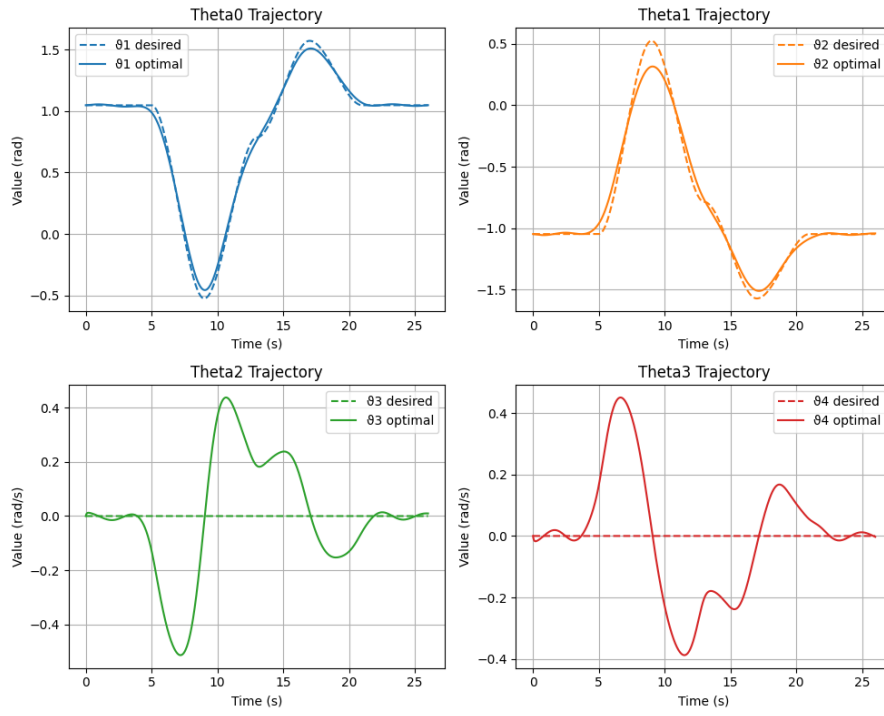 Theta0 Trajectory
ϑ1 desired
ϑ1 optimal
Value (rad)
1.5
1.0
0.5
0.0
−0.5
0 5 10 15 20 25
Time (s)
Theta1 Trajectory
ϑ2 desired
ϑ2 optimal
Value (rad)
0.5
0.0
−0.5
−1.0
−1.5
0 5 10 15 20 25
Time (s)
Theta2 Trajectory
ϑ3 desired
ϑ3 optimal
Value (rad/s)
0.4
0.2
0.0
−0.2
−0.4
0 5 10 15 20 25
Time (s)
Theta3 Trajectory
ϑ4 desired
ϑ4 optimal
Value (rad/s)
0.4
0.2
0.0
−0.2
−0.4
0 5 10 15 20 25
Time (s)